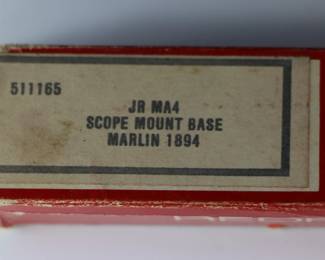 511165
JR MA4
SCOPE MOUNT BASE
MARLIN 1894